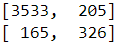 [3533,  205]
[ 165,  326]